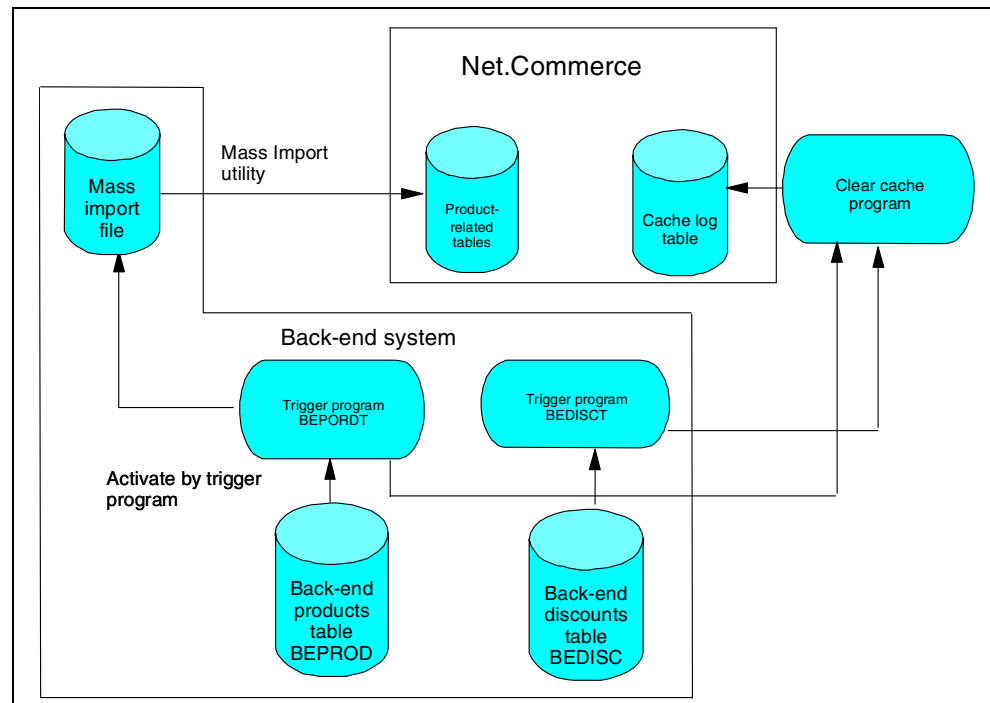 Net.Commerce
Mass Import
utility
Mass
import
file
Product-
related
tables
Cache log
table
Clear cache
program
Back-end system
Trigger program
BEPORDT
Trigger program
BEDISCT
Activate by trigger
program
Back-end
products
table
BEPROD
Back-end
discounts
table
BEDISC